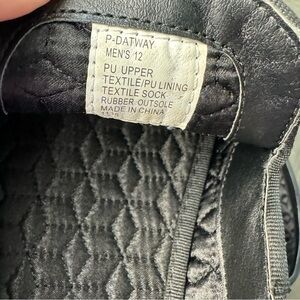 P-DATWAY
MEN'S 12
PU UPPER
TEXTILE/PU LINING
TEXTILE SOCK
RUBBER OUTSOLE
MADE IN CHINA